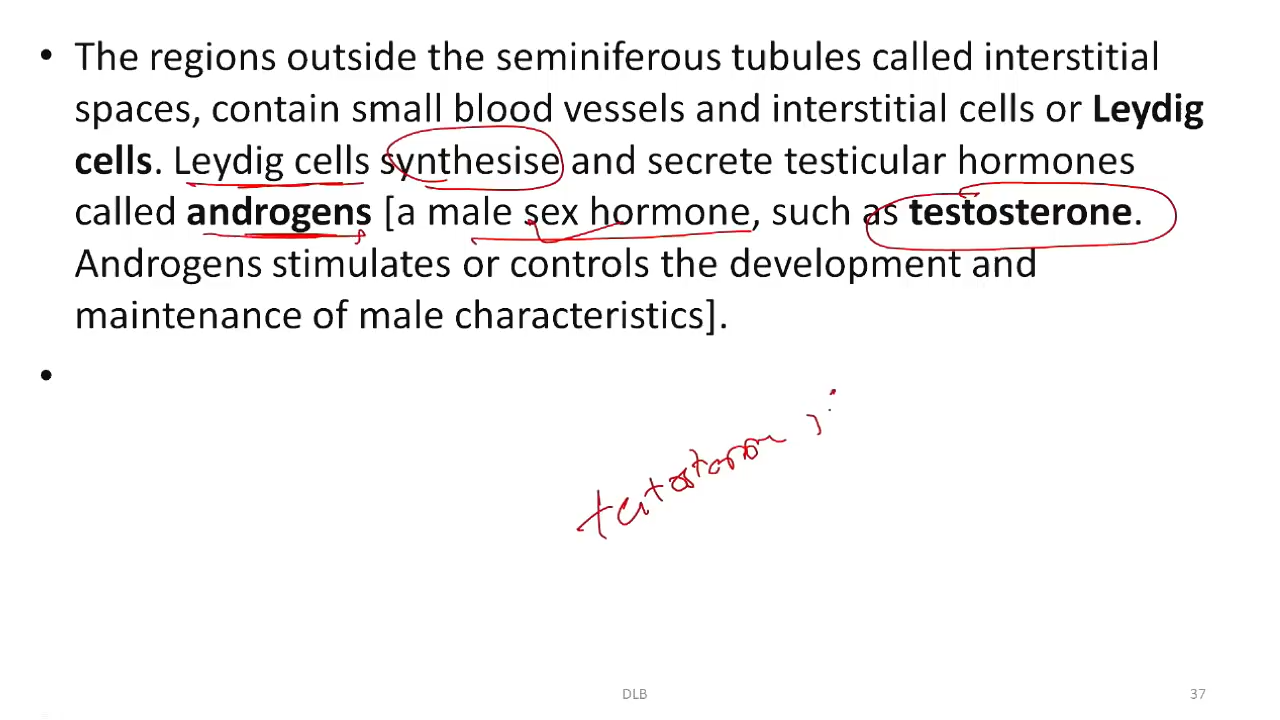 • The regions outside the seminiferous tubules called interstitial
spaces, contain small blood vessels and interstitial cells or Leydig
cells. Leydig cells synthesise and secrete testicular hormones
called androgens [a male sex hormone, such as testosterone.
Androgens stimulates or controls the development and
maintenance of male characteristics].
•
DLB
37